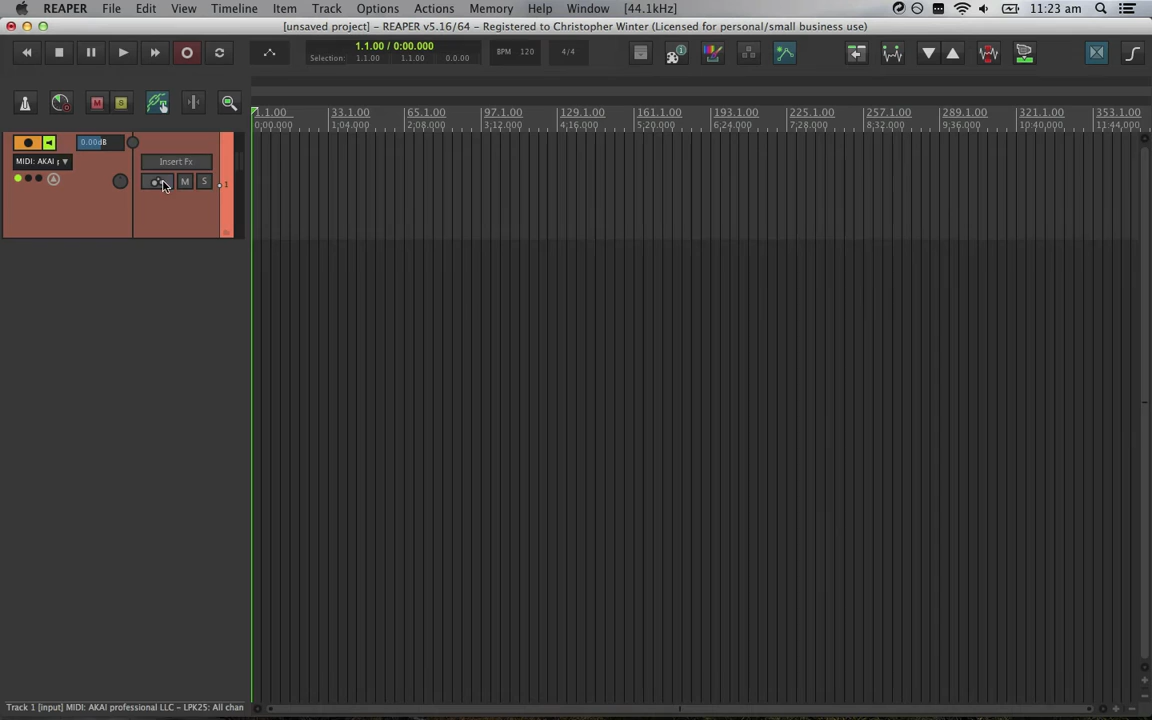 REAPER File Edit View Insert Timeline Item Track Options Actions Memory Help Window [44.1kHz] 11:23 am
[unsaved project] – REAPER v5.16/64 – Registered to Christopher Winter (Licensed for personal/small business use)
1.1.00 / 0:00.000 BPM 120 4/4
Selection: 1.1.00 1.1.00 0.0.00
M S
1.1.00 33.1.00 65.1.00 97.1.00 129.1.00 161.1.00 193.1.00 225.1.00 257.1.00 289.1.00 321.1.00 353.1.00
0:00.000 1:04.000 2:08.000 3:12.000 4:16.000 5:20.000 6:24.000 7:28.000 8:32.000 9:36.000 10:40.000 11:44.000
0.00dB
MIDI: AKAI Insert Fx
M S 1
Track 1 [input] MIDI: AKAI professional LLC – LPK25: All chan